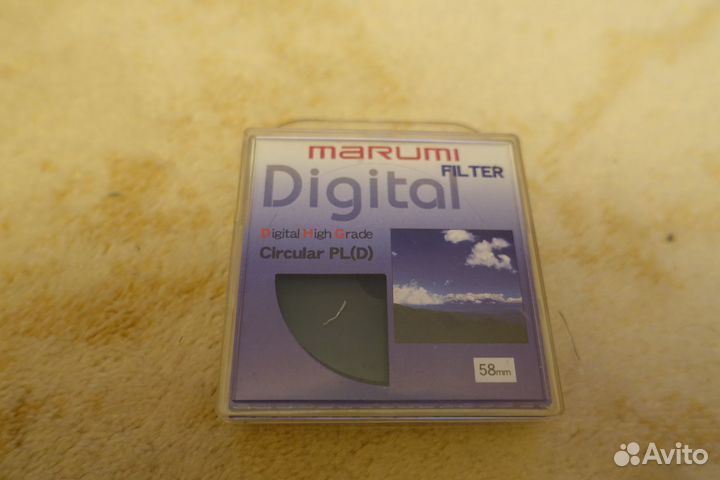 marumi
FILTER
Digital
Digital High Grade
Circular PL(D)
58mm
Avito